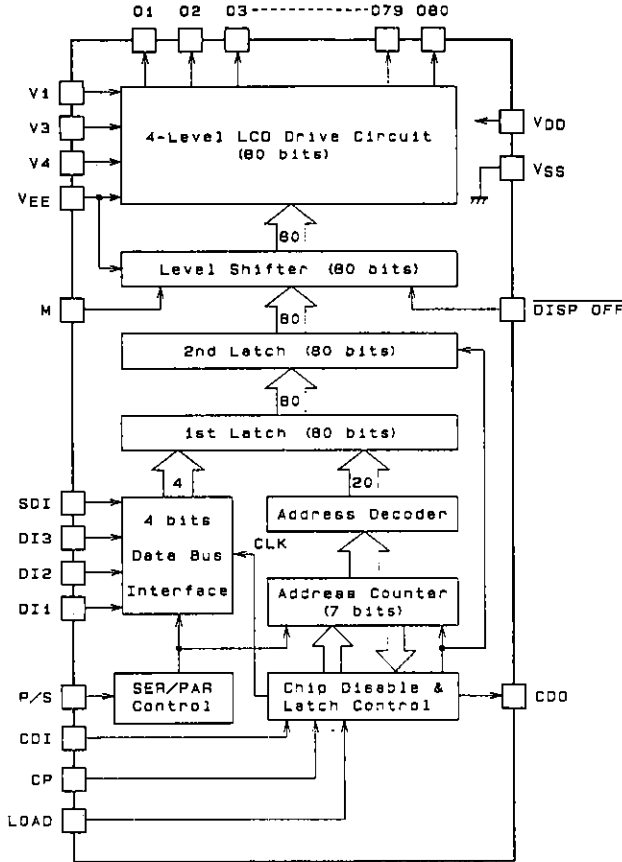 O1 O2 O3 O79 O80
V1
V3
V4
VEE
4-Level LCD Drive Circuit
(80 bits)
VDD
VSS
80
Level Shifter (80 bits)
M
DISP OFF
80
2nd Latch (80 bits)
80
1st Latch (80 bits)
4
20
SDI
DI3
DI2
DI1
4 bits
Data Bus
Interface
CLK
Address Decoder
Address Counter
(7 bits)
P/S
SER/PAR
Control
Chip Disable &
Latch Control
CDO
CDI
CP
LOAD